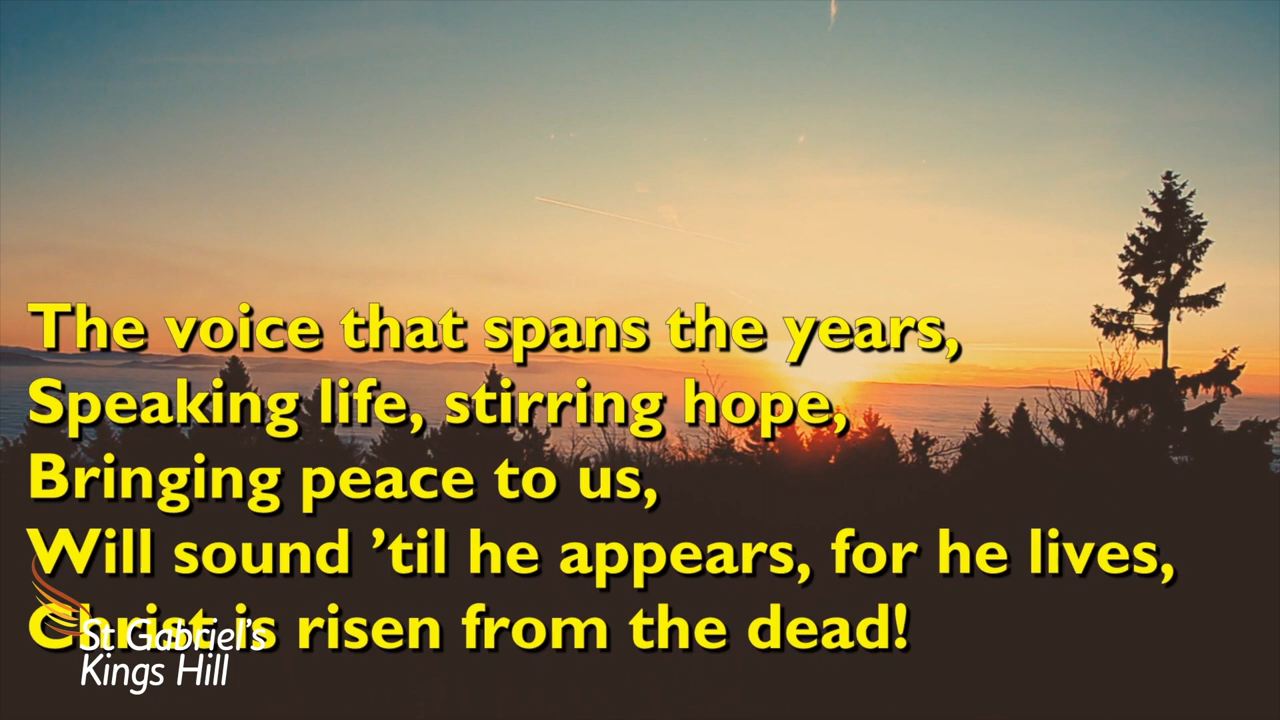 The voice that spans the years,
Speaking life, stirring hope,
Bringing peace to us,
Will sound ’til he appears, for he lives,
Christ is risen from the dead!
St Gabriel's
Kings Hill